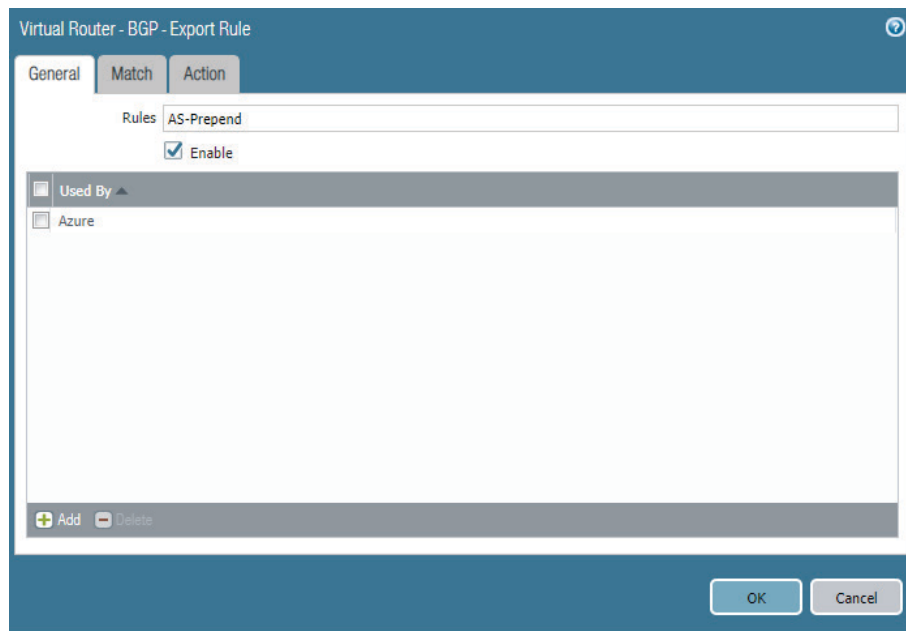 Virtual Router - BGP - Export Rule
General Match Action
Rules AS-Prepend
Enable
Used By
Azure
Add Delete
OK Cancel